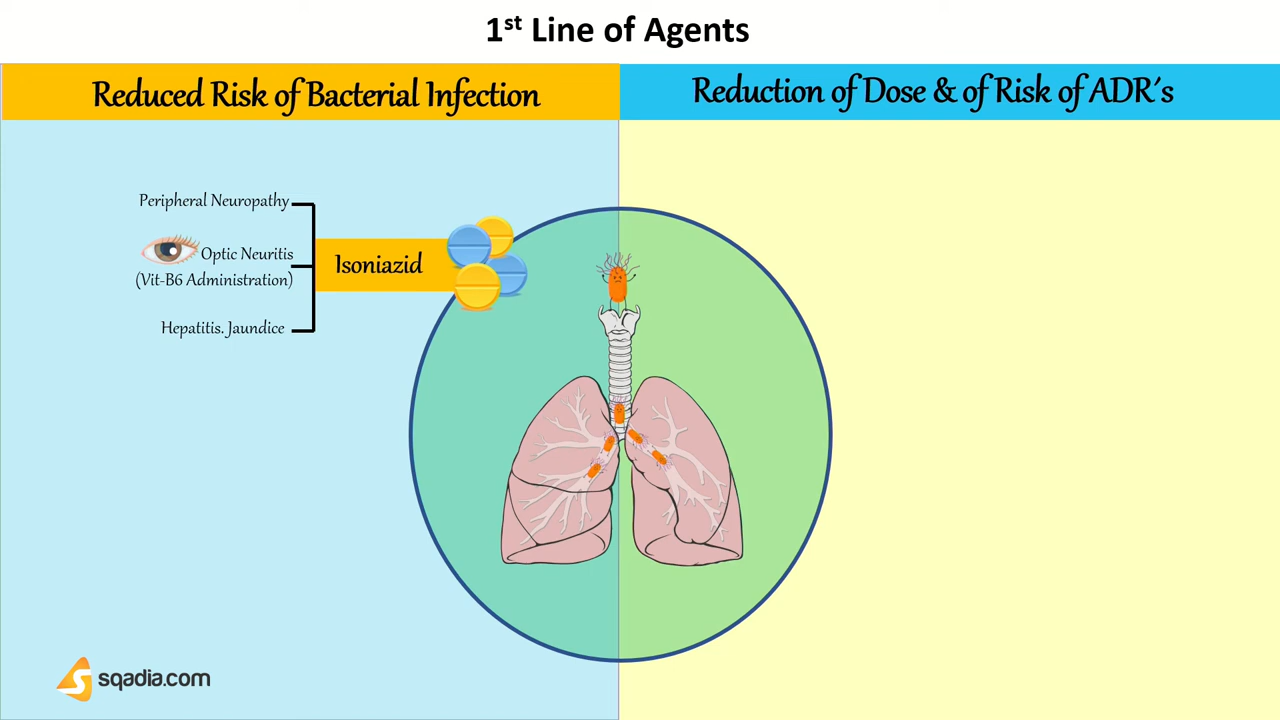 1st Line of Agents
Reduced Risk of Bacterial Infection
Reduction of Dose & of Risk of ADR´s
Peripheral Neuropathy
Optic Neuritis
(Vit-B6 Administration)
Hepatitis. Jaundice
Isoniazid
sqadia.com